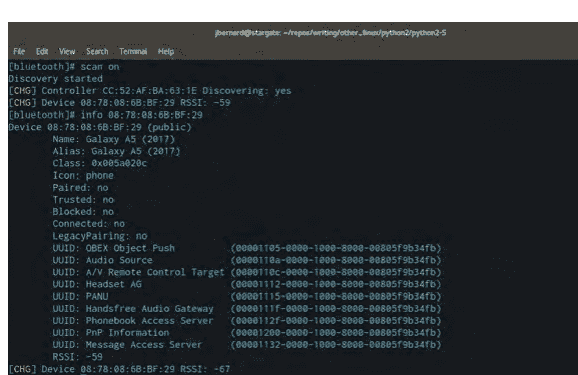 jbernard@stargate: ~/repos/writing/other_linux/python2/python2-5
File Edit View Search Terminal Help
[bluetooth]# scan on
Discovery started
[CHG] Controller CC:52:AF:BA:63:1E Discovering: yes
[CHG] Device 08:78:08:6B:BF:29 RSSI: -59
[bluetooth]# info 08:78:08:6B:BF:29
Device 08:78:08:6B:BF:29 (public)
Name: Galaxy A5 (2017)
Alias: Galaxy A5 (2017)
Class: 0x005a020c
Icon: phone
Paired: no
Trusted: no
Blocked: no
Connected: no
LegacyPairing: no
UUID: OBEX Object Push (00001105-0000-1000-8000-00805f9b34fb)
UUID: Audio Source (0000110a-0000-1000-8000-00805f9b34fb)
UUID: A/V Remote Control Target (0000110c-0000-1000-8000-00805f9b34fb)
UUID: Headset AG (00001112-0000-1000-8000-00805f9b34fb)
UUID: PANU (00001115-0000-1000-8000-00805f9b34fb)
UUID: Handsfree Audio Gateway (0000111f-0000-1000-8000-00805f9b34fb)
UUID: Phonebook Access Server (0000112f-0000-1000-8000-00805f9b34fb)
UUID: PnP Information (00001200-0000-1000-8000-00805f9b34fb)
UUID: Message Access Server (00001132-0000-1000-8000-00805f9b34fb)
RSSI: -59
[CHG] Device 08:78:08:6B:BF:29 RSSI: -67